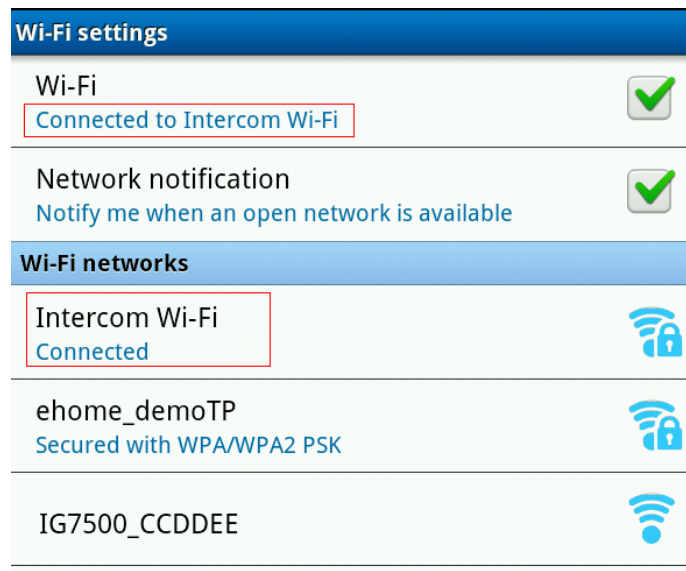 Wi-Fi settings
Wi-Fi
Connected to Intercom Wi-Fi
Network notification
Notify me when an open network is available
Wi-Fi networks
Intercom Wi-Fi
Connected
ehome_demoTP
Secured with WPA/WPA2 PSK
IG7500_CCDDEE